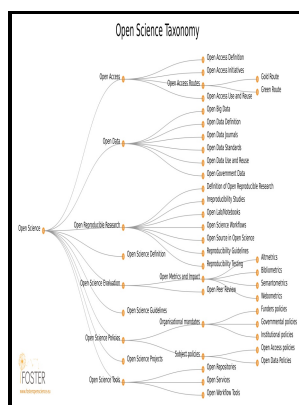 Open Science Taxonomy
Open Access Definition
Open Access Initiatives
Open Access
Open Access Routes
Gold Route
Green Route
Open Access Use and Reuse
Open Big Data
Open Data Definition
Open Data Journals
Open Data
Open Data Standards
Open Data Use and Reuse
Open Government Data
Definition of Open Reproducible Research
Irreproducibility Studies
Open Lab/Notebooks
Open Science
Open Reproducible Research
Open Science Workflows
Open Source in Open Science
Reproducibility Guidelines
Reproducibility Testing
Open Science Definition
Altmetrics
Bibliometrics
Open Science Evaluation
Open Metrics and Impact
Semantometrics
Webometrics
Open Peer Review
Open Science Guidelines
Funders policies
Organisational mandates
Governmental policies
Institutional policies
Open Science Policies
Subject policies
Open Access policies
Open Data Policies
Open Science Projects
Open Repositories
Open Science Tools
Open Services
Open Workflow Tools
FOSTER